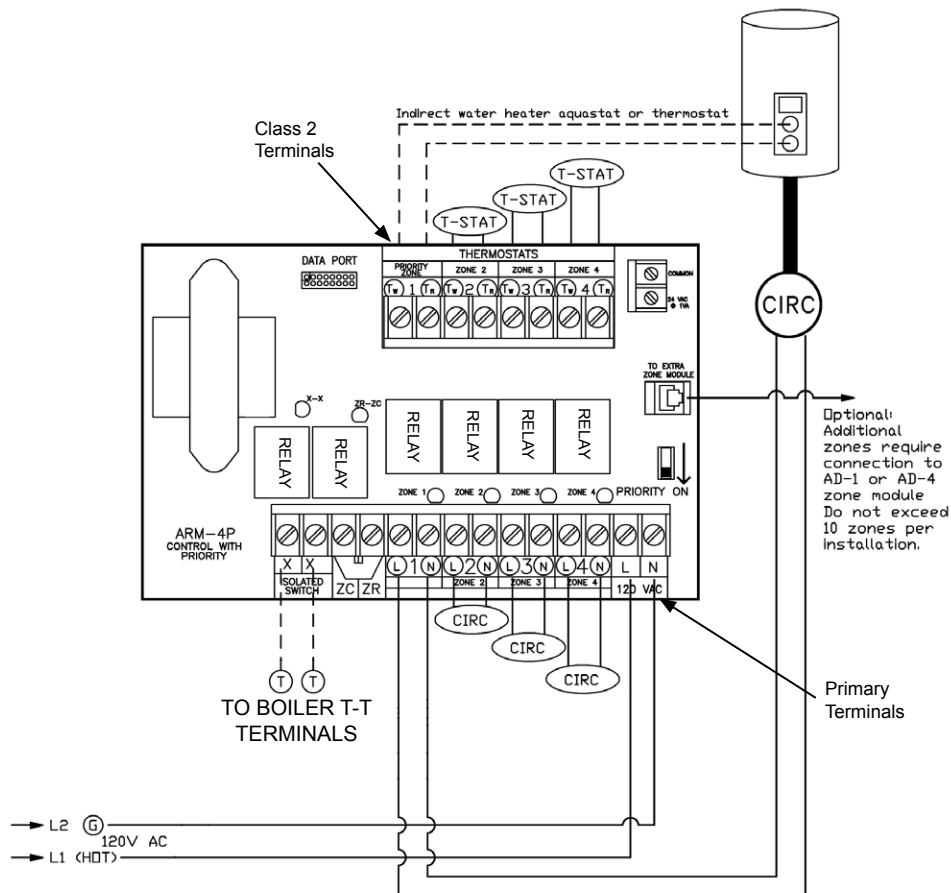 Indirect water heater aquastat or thermostat
Class 2
Terminals
T-STAT
T-STAT
T-STAT
DATA PORT
THERMOSTATS
PRIORITY
ZONE
ZONE 2
ZONE 3
ZONE 4
TW 1 TR TW 2 TR TW 3 TR TW 4 TR
COMMON
24 VAC
@ 1VA
CIRC
TO EXTRA
ZONE MODULE
X-X
ZR-ZC
RELAY
RELAY
RELAY
RELAY
RELAY
RELAY
Optional:
Additional
zones require
connection to
AD-1 or AD-4
zone module
Do not exceed
10 zones per
installation.
ZONE 1
ZONE 2
ZONE 3
ZONE 4
PRIORITY ON
ARM-4P
CONTROL WITH
PRIORITY
X X
ISOLATED
SWITCH
ZC ZR
L 1 N L 2 N L 3 N L 4 N L N
ZONE 2
ZONE 3
ZONE 4
120 VAC
CIRC
CIRC
CIRC
T T
TO BOILER T-T
TERMINALS
Primary
Terminals
L2 G
120V AC
L1 (HOT)